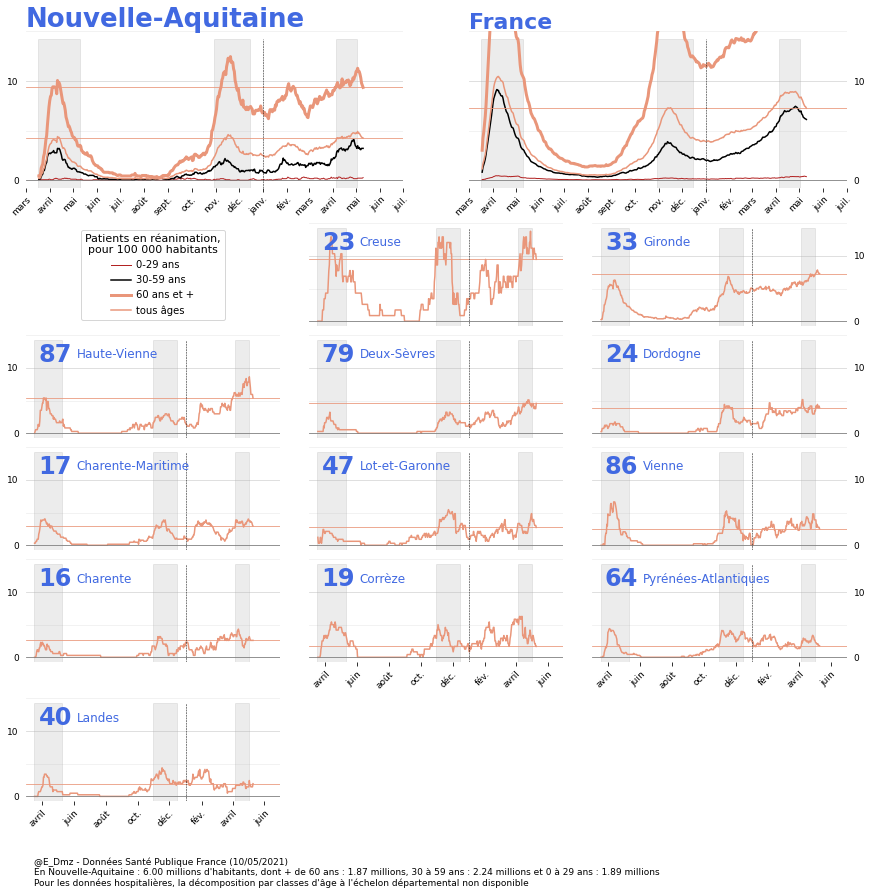 Nouvelle-Aquitaine
France
10
0
10
0
mars avril mai juin juil. août sept. oct. nov. déc. janv. févr. mars avril mai juin juil.
mars avril mai juin juil. août sept. oct. nov. déc. janv. févr. mars avril mai juin juil.
Patients en réanimation,
pour 100 000 habitants
0-29 ans
30-59 ans
60 ans et +
tous âges
23 Creuse
33 Gironde
10
0
87 Haute-Vienne
79 Deux-Sèvres
24 Dordogne
10
0
10
0
17 Charente-Maritime
47 Lot-et-Garonne
86 Vienne
10
0
10
0
16 Charente
19 Corrèze
64 Pyrénées-Atlantiques
10
0
10
0
avril juin août oct. déc. fév. avril juin
avril juin août oct. déc. fév. avril juin
40 Landes
10
0
avril juin août oct. déc. fév. avril juin
@E_Dmz - Données Santé Publique France (10/05/2021)
En Nouvelle-Aquitaine : 6.00 millions d'habitants, dont + de 60 ans : 1.87 millions, 30 à 59 ans : 2.24 millions et 0 à 29 ans : 1.89 millions
Pour les données hospitalières, la décomposition par classes d'âge à l'échelon départemental non disponible